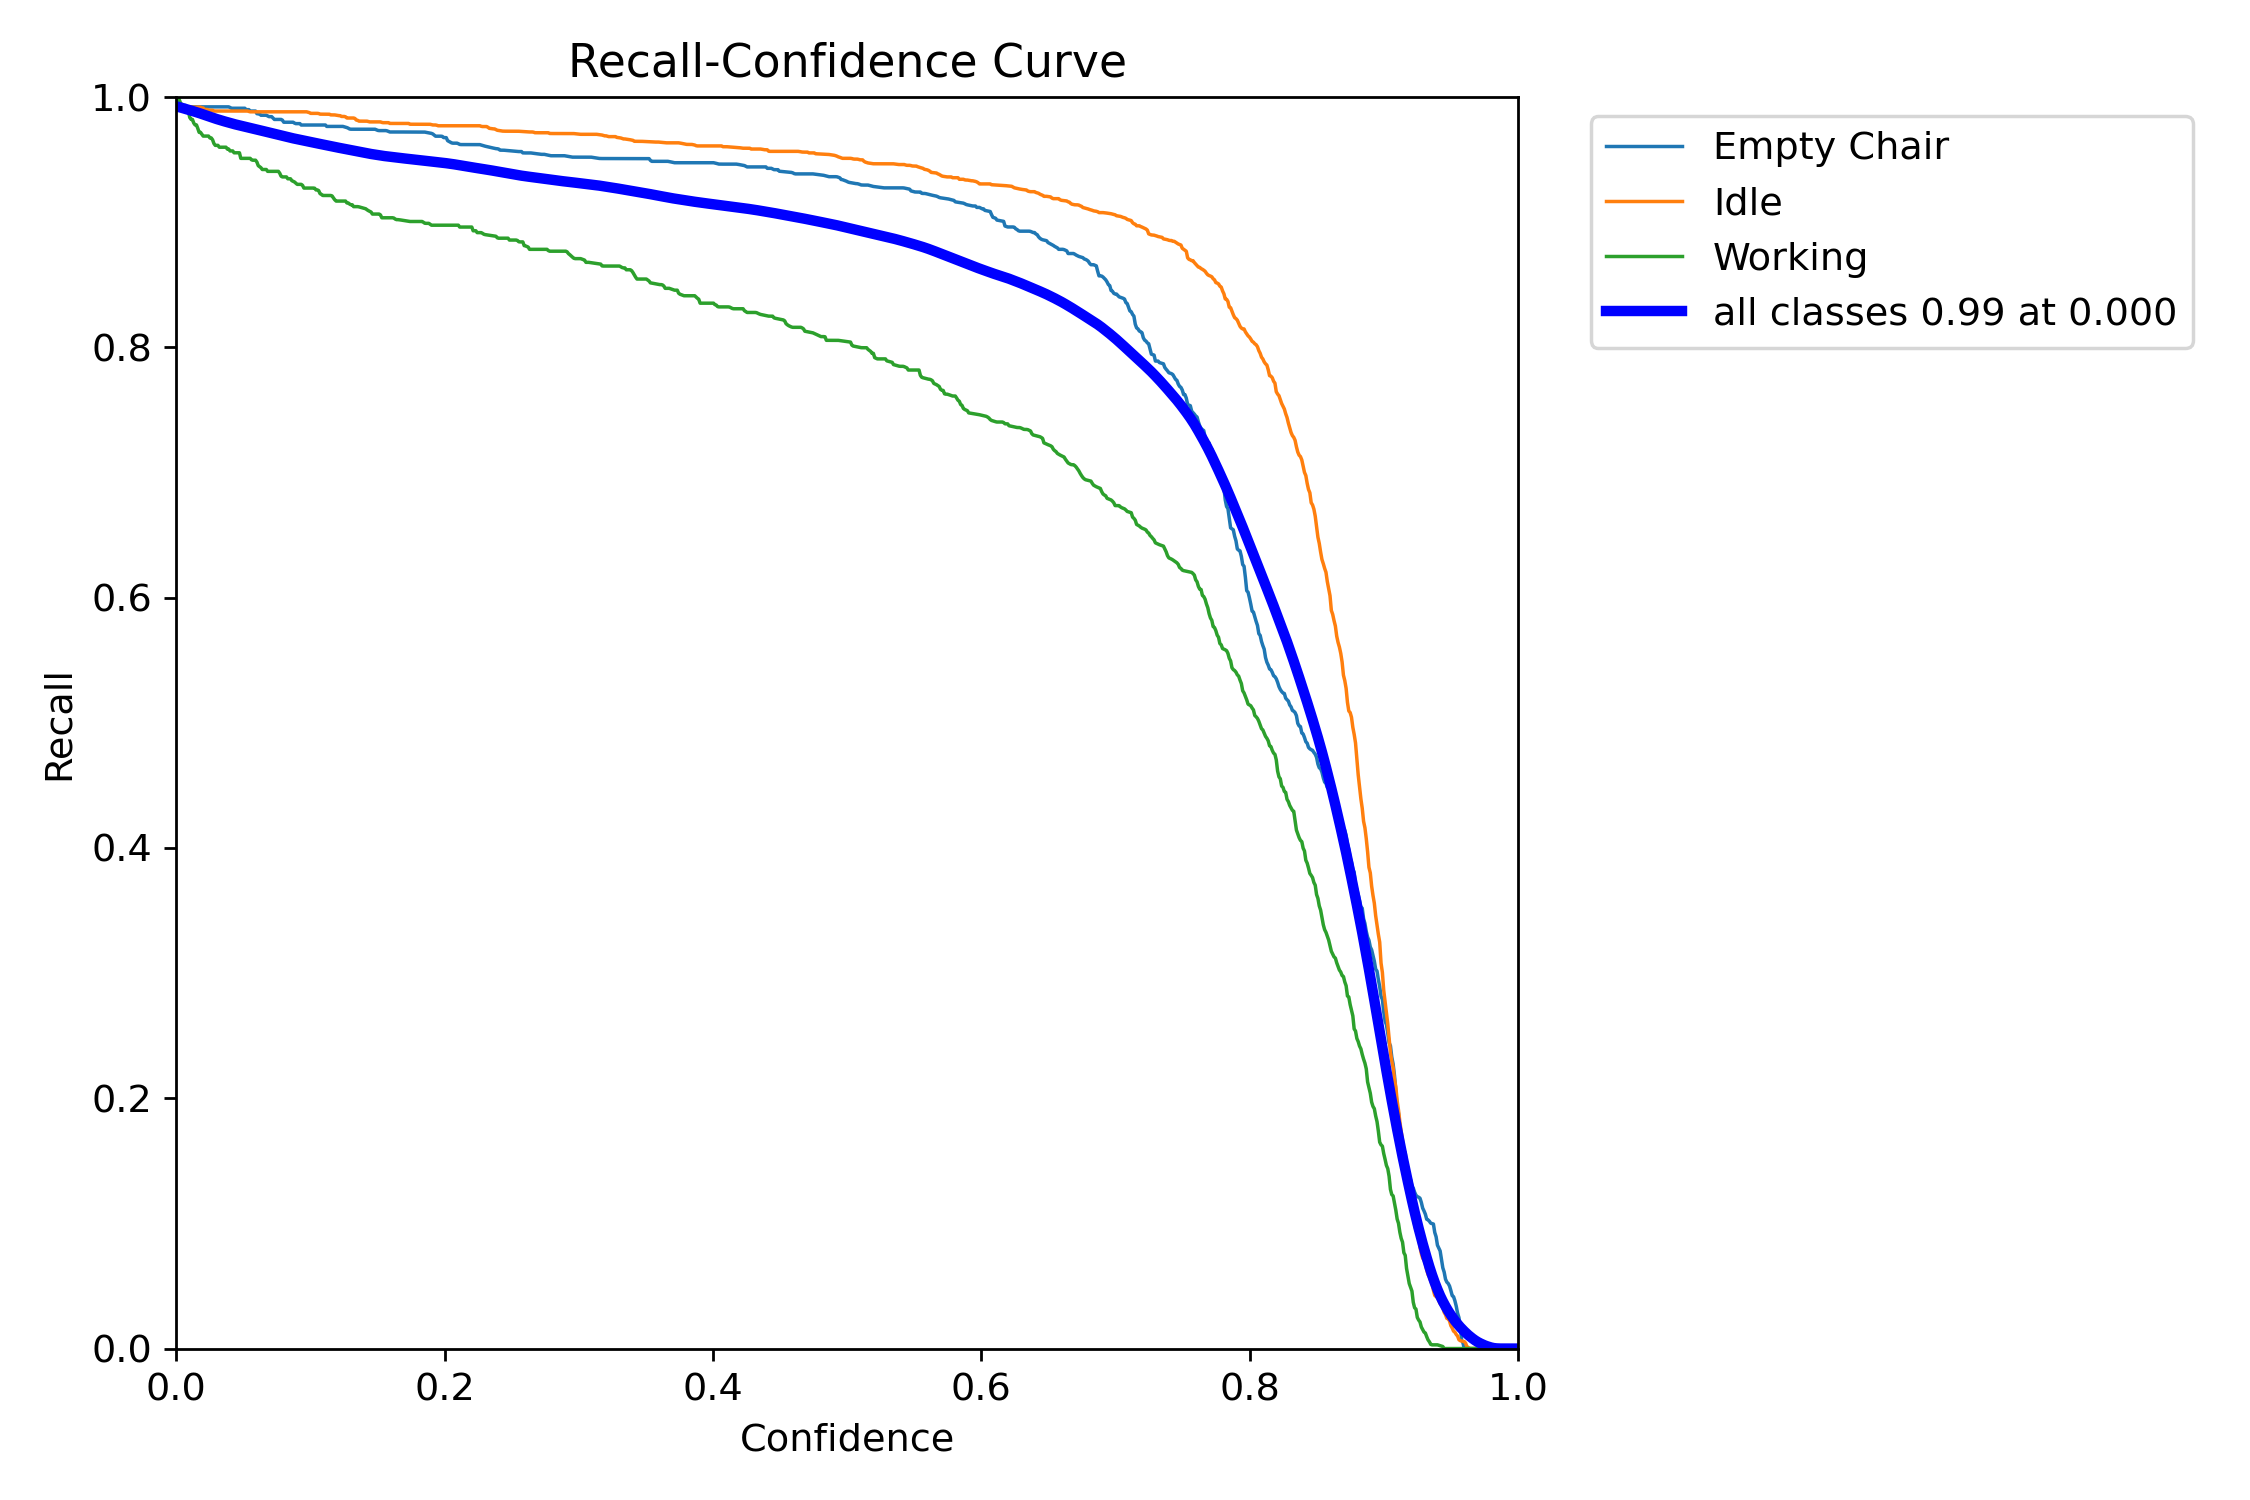 Recall-Confidence Curve
Empty Chair
Idle
Working
all classes 0.99 at 0.000
1.0
0.8
0.6
0.4
0.2
0.0
Recall
0.0 0.2 0.4 0.6 0.8 1.0
Confidence